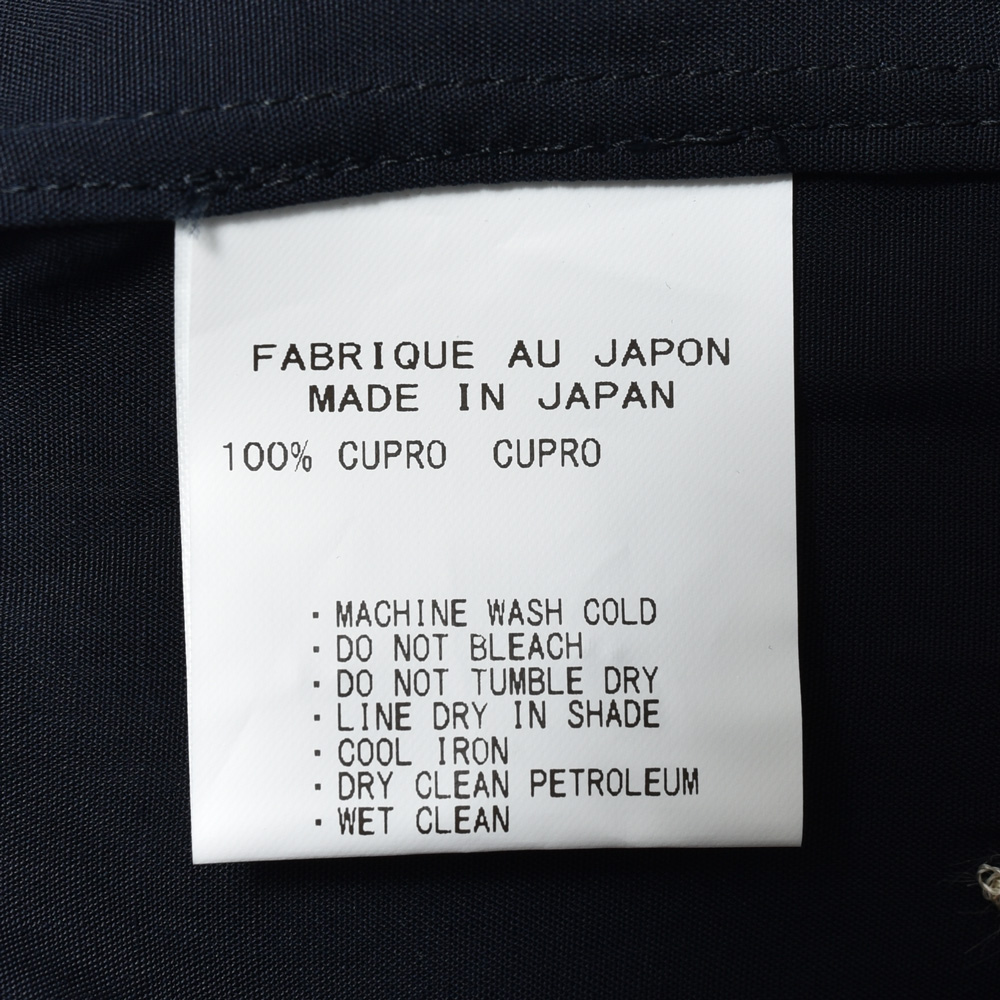 FABRIQUE AU JAPON
MADE IN JAPAN
100% CUPRO CUPRO
・MACHINE WASH COLD
・DO NOT BLEACH
・DO NOT TUMBLE DRY
・LINE DRY IN SHADE
・COOL IRON
・DRY CLEAN PETROLEUM
・WET CLEAN